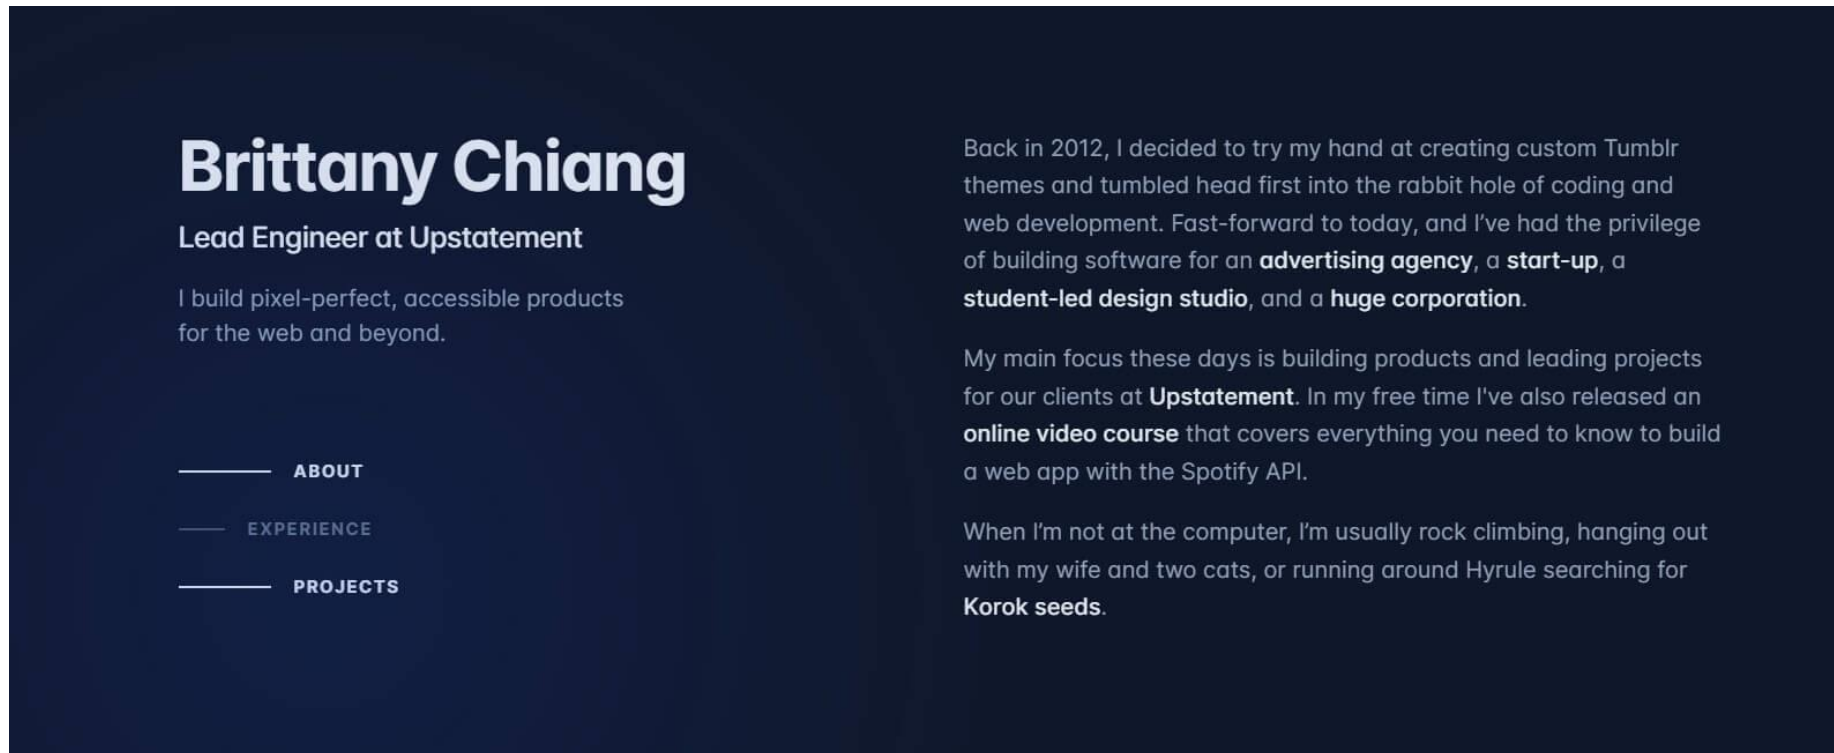 Brittany Chiang
Lead Engineer at Upstatement
I build pixel-perfect, accessible products
for the web and beyond.
ABOUT
EXPERIENCE
PROJECTS
Back in 2012, I decided to try my hand at creating custom Tumblr
themes and tumbled head first into the rabbit hole of coding and
web development. Fast-forward to today, and I’ve had the privilege
of building software for an advertising agency, a start-up, a
student-led design studio, and a huge corporation.
My main focus these days is building products and leading projects
for our clients at Upstatement. In my free time I've also released an
online video course that covers everything you need to know to build
a web app with the Spotify API.
When I’m not at the computer, I’m usually rock climbing, hanging out
with my wife and two cats, or running around Hyrule searching for
Korok seeds.